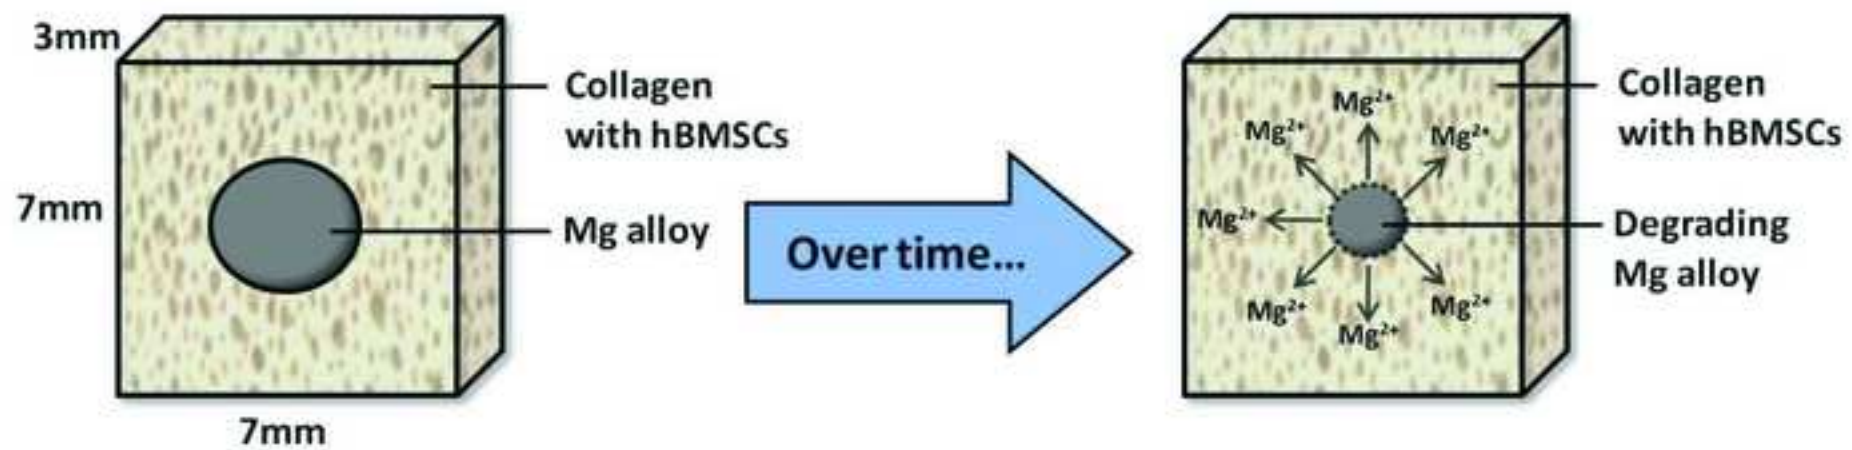 3mm
7mm
7mm
Collagen
with hBMSCs
Mg alloy
Over time...
Mg²⁺
Mg²⁺
Mg²⁺
Mg²⁺
Mg²⁺
Mg²⁺
Mg²⁺
Collagen
with hBMSCs
Degrading
Mg alloy